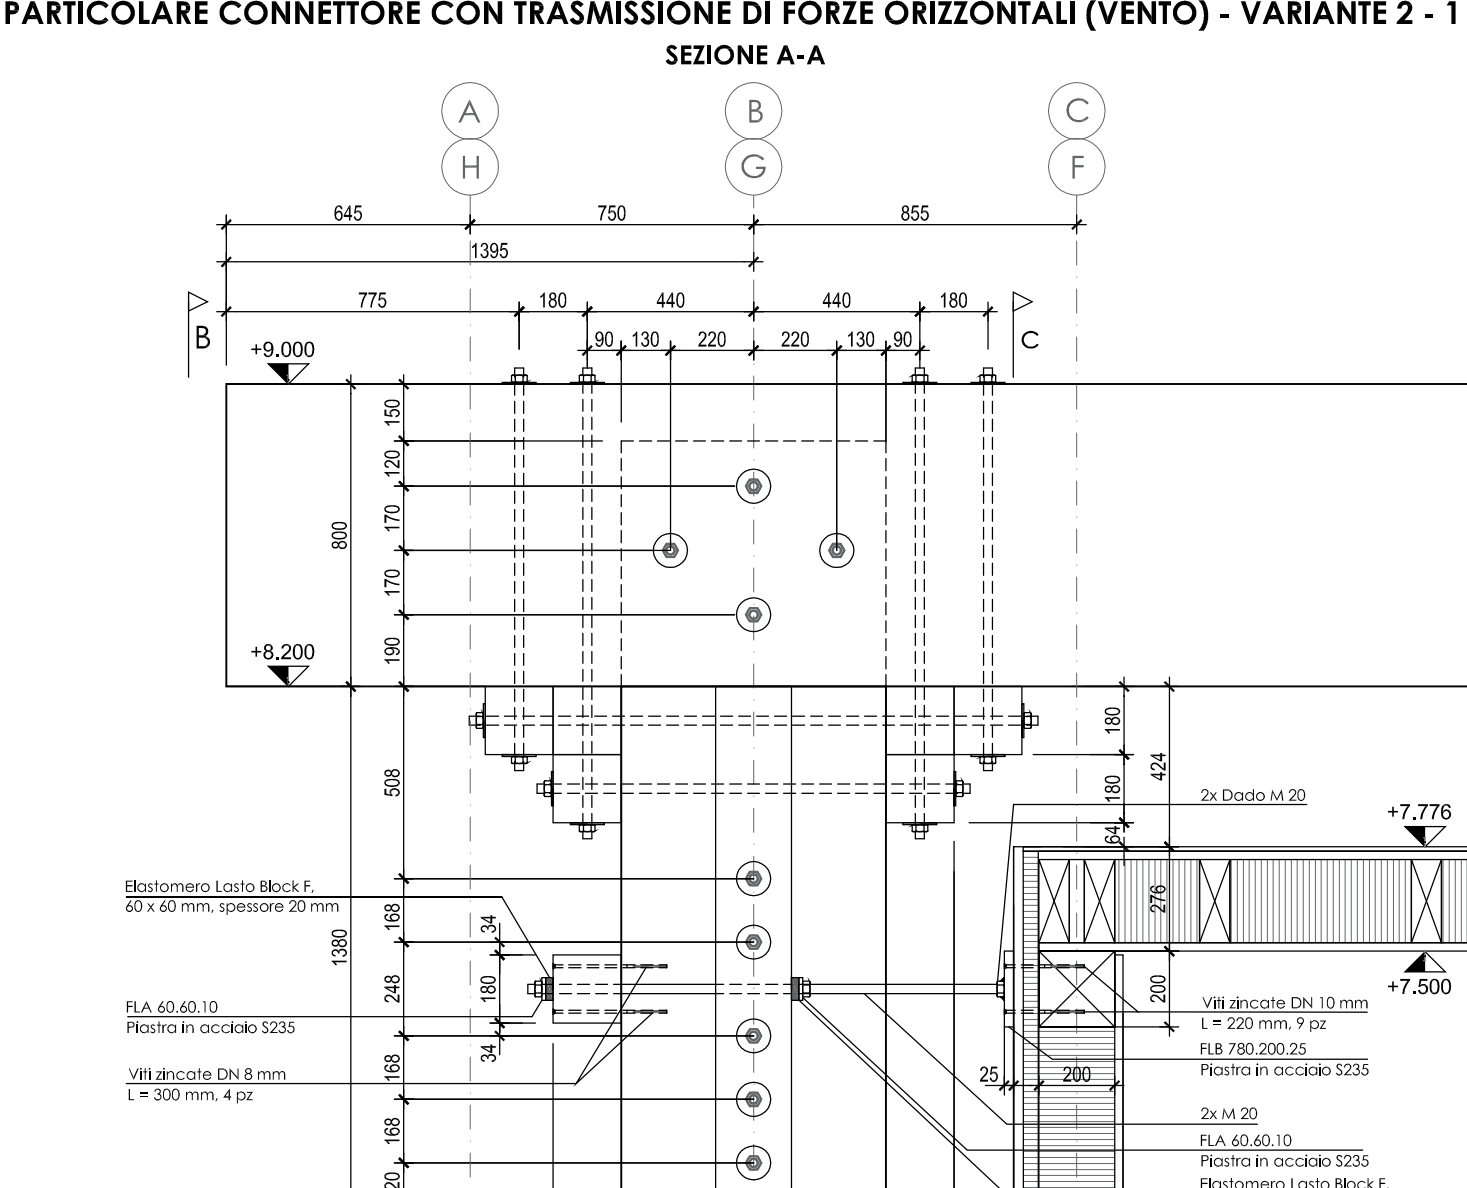 PARTICOLARE CONNETTORE CON TRASMISSIONE DI FORZE ORIZZONTALI (VENTO) - VARIANTE 2 - 1
SEZIONE A-A
A
B
C
H
G
F
645
750
855
1395
775
180
440
440
180
B
C
90
130
220
220
130
90
+9.000
150
120
170
800
170
190
+8.200
180
424
508
180
64
2x Dado M 20
+7.776
Elastomero Lasto Block F,
60 x 60 mm, spessore 20 mm
168
34
276
1380
248
180
200
+7.500
FLA 60.60.10
Piastra in acciaio S235
Viti zincate DN 10 mm
L = 220 mm, 9 pz
34
FLB 780.200.25
Piastra in acciaio S235
168
25
200
Viti zincate DN 8 mm
L = 300 mm, 4 pz
2x M 20
168
FLA 60.60.10
Piastra in acciaio S235
20
Elastomero Lasto Block F,